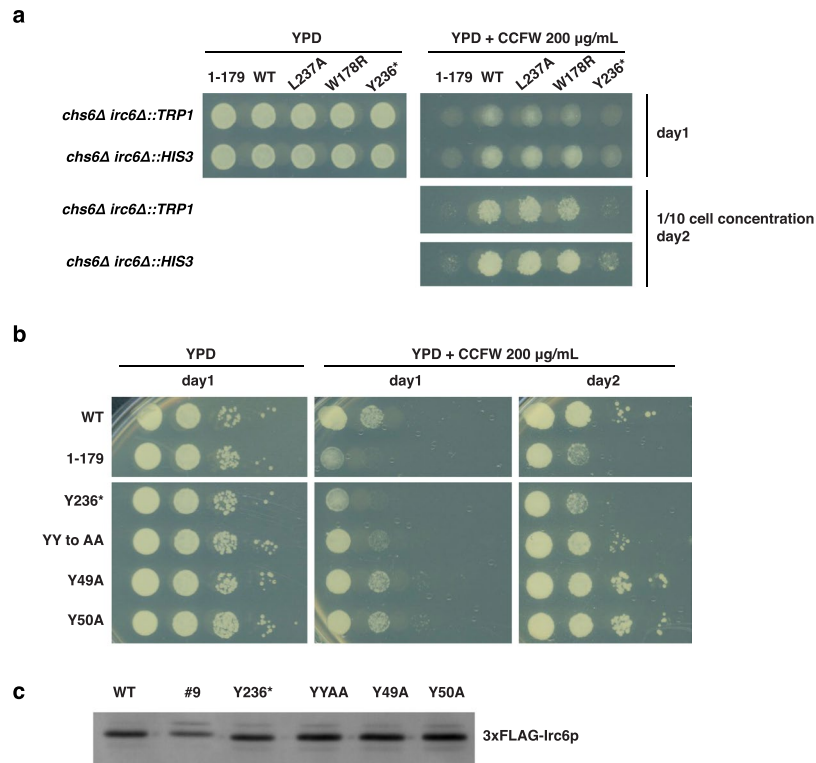 a
YPD
YPD + CCFW 200 µg/mL
1-179 WT L237A W178R Y236*
1-179 WT L237A W178R Y236*
chs6Δ irc6Δ::TRP1
chs6Δ irc6Δ::HIS3
day1
chs6Δ irc6Δ::TRP1
chs6Δ irc6Δ::HIS3
1/10 cell concentration
day2
b
YPD
YPD + CCFW 200 µg/mL
day1
day1
day2
WT
1-179
Y236*
YY to AA
Y49A
Y50A
c
WT #9 Y236* YYAA Y49A Y50A
3xFLAG-Irc6p